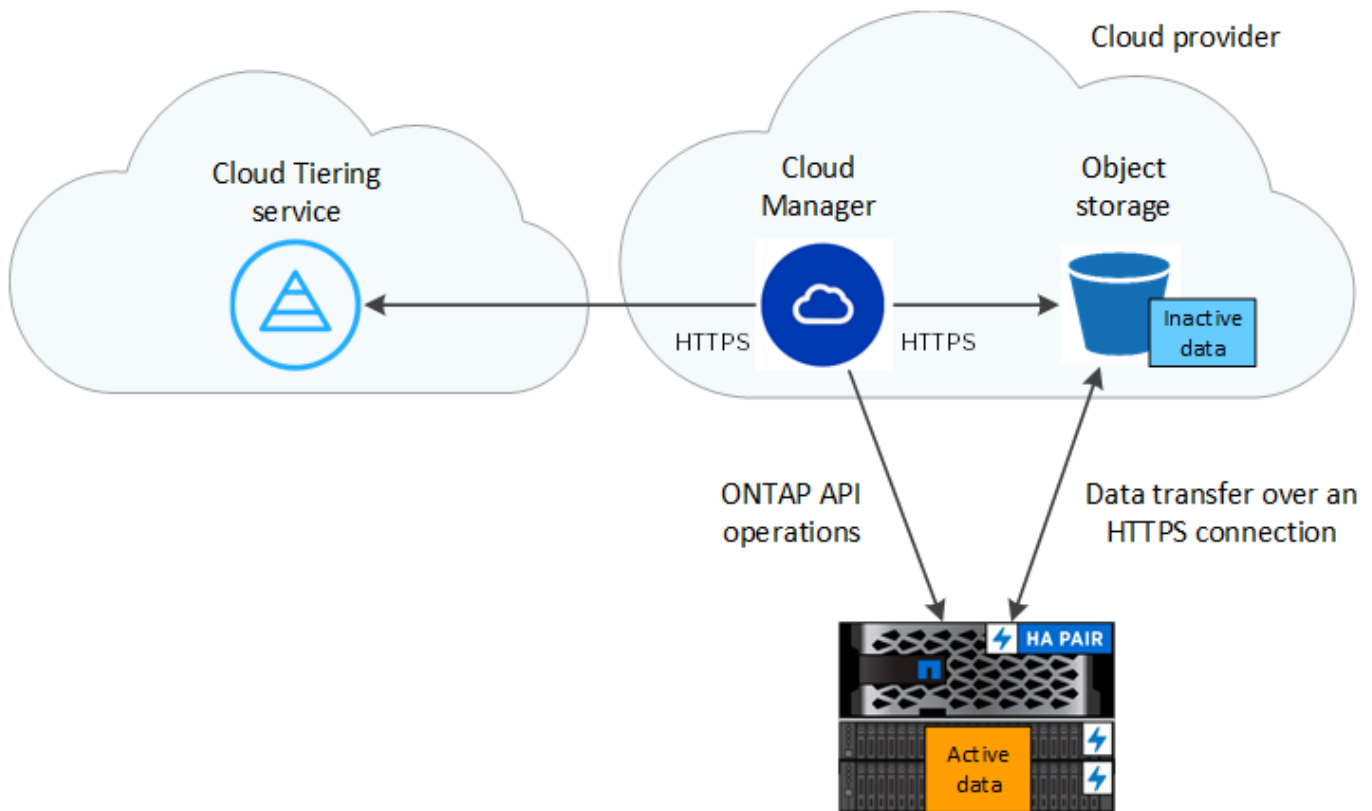 Cloud provider
Cloud Tiering
service
Cloud
Manager
Object
storage
HTTPS
HTTPS
Inactive
data
ONTAP API
operations
Data transfer over an
HTTPS connection
HA PAIR
Active
data